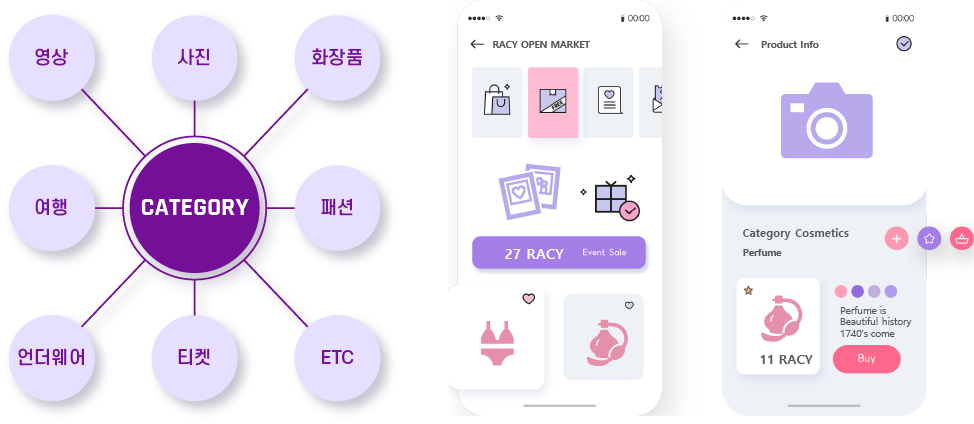 영상
사진
화장품
여행
CATEGORY
패션
언더웨어
티켓
ETC
00:00
RACY OPEN MARKET
FREE
27 RACY Event Sale
00:00
Product Info
Category Cosmetics
Perfume
11 RACY
Perfume is
Beautiful history
1740's come
Buy